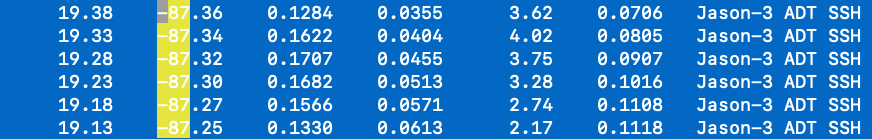 19.38 -87.36 0.1284 0.0355 3.62 0.0706 Jason-3 ADT SSH
19.33 -87.34 0.1622 0.0404 4.02 0.0805 Jason-3 ADT SSH
19.28 -87.32 0.1707 0.0455 3.75 0.0907 Jason-3 ADT SSH
19.23 -87.30 0.1682 0.0513 3.28 0.1016 Jason-3 ADT SSH
19.18 -87.27 0.1566 0.0571 2.74 0.1108 Jason-3 ADT SSH
19.13 -87.25 0.1330 0.0613 2.17 0.1118 Jason-3 ADT SSH